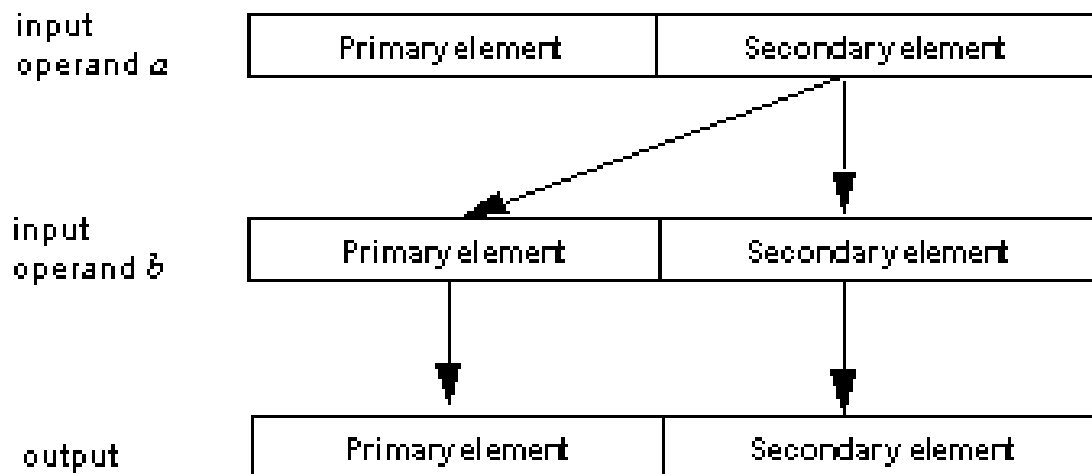 input
operand a
Primary element Secondary element
input
operand b
Primary element Secondary element
output
Primary element Secondary element